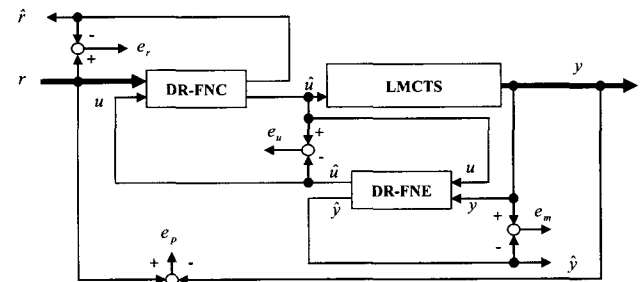 r̂
-
+
e_r
r
DR-FNC
û
LMCTS
y
u
e_u
+
-
û
DR-FNE
u
ŷ
y
+
e_m
-
e_p
+
-
ŷ